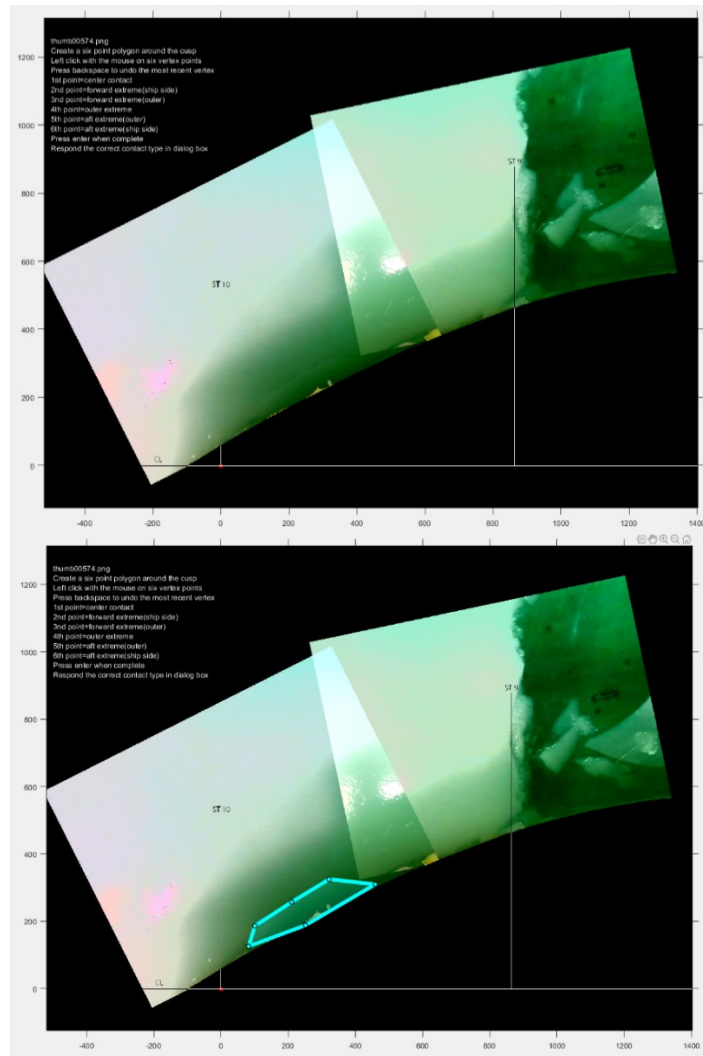 thumb00574.png
Create a six point polygon around the cusp
Left click with the mouse on six vertex points
Press backspace to undo the most recent vertex
1st point=center contact
2nd point=forward extreme(ship side)
3nd point=forward extreme(outer)
4th point=outer extreme
5th point=aft extreme(outer)
6th point=aft extreme(ship side)
Press enter when complete
Respond the correct contact type in dialog box
1200
1000
800
600
400
200
0
ST 9
ST 10
CL
-400
-200
0
200
400
600
800
1000
1200
1400
thumb00574.png
Create a six point polygon around the cusp
Left click with the mouse on six vertex points
Press backspace to undo the most recent vertex
1st point=center contact
2nd point=forward extreme(ship side)
3nd point=forward extreme(outer)
4th point=outer extreme
5th point=aft extreme(outer)
6th point=aft extreme(ship side)
Press enter when complete
Respond the correct contact type in dialog box
1200
1000
800
600
400
200
0
ST 9
ST 10
CL
-400
-200
0
200
400
600
800
1000
1200
1400